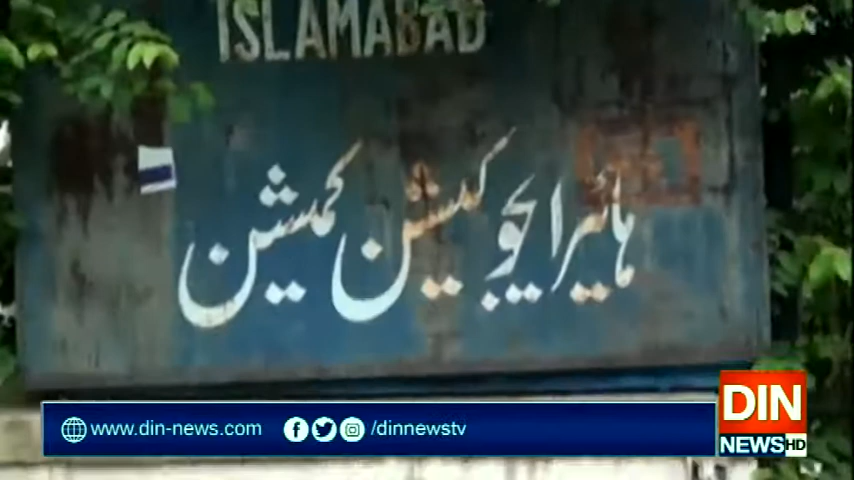 ISLAMABAD
ہائیر ایجوکیشن کمیشن
www.din-news.com
/dinnewstv
DIN
NEWS HD